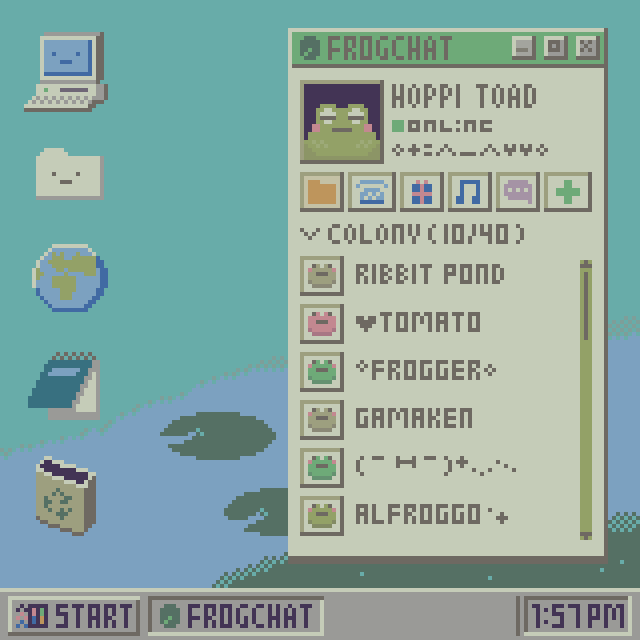 FROGCHAT
HOPPI TOAD
ONLINE
⋄+:^_^♥♥⋄
COLONY(10/40)
RIBBIT POND
♥TOMATO
°FROGGER⋄
GAMAKEN
(¯ ⵂ ¯)+.,^·.
ALFROGGO·₊
START
FROGCHAT
1:57PM